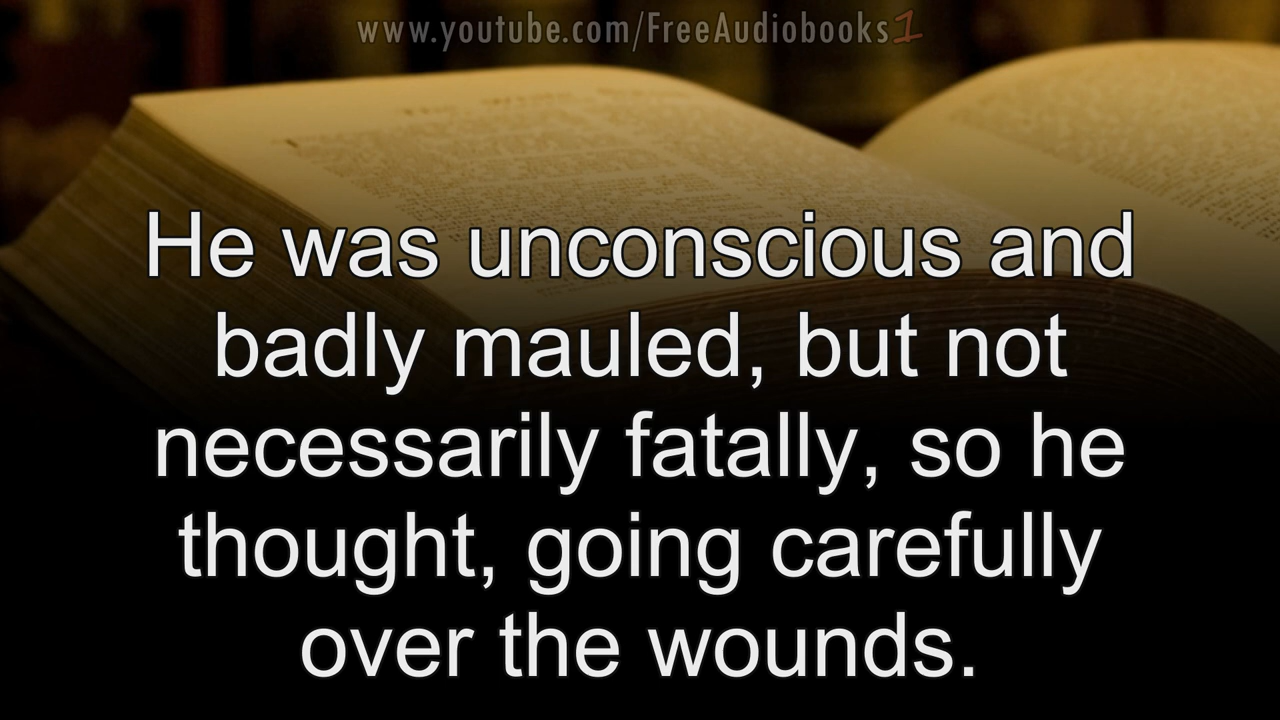 www.youtube.com/FreeAudiobooks1
He was unconscious and
badly mauled, but not
necessarily fatally, so he
thought, going carefully
over the wounds.